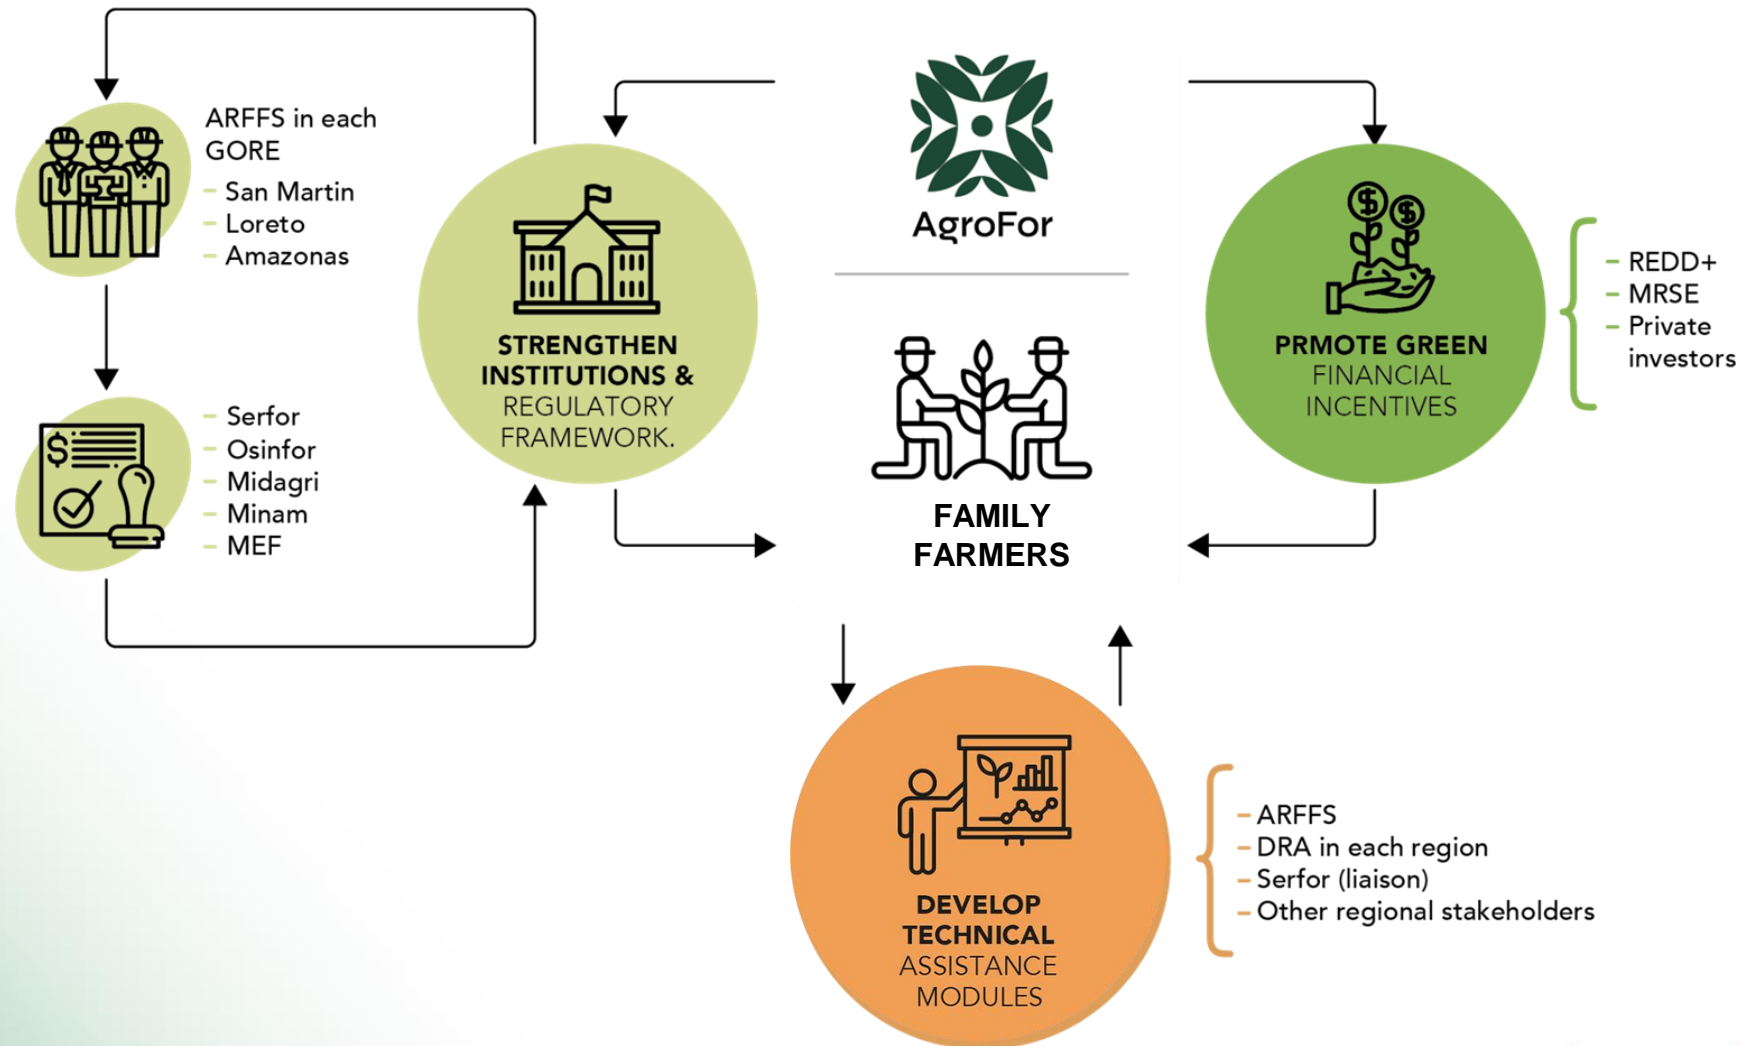 ARFFS in each
GORE
– San Martin
– Loreto
– Amazonas
– Serfor
– Osinfor
– Midagri
– Minam
– MEF
STRENGTHEN
INSTITUTIONS &
REGULATORY
FRAMEWORK.
AgroFor
FAMILY
FARMERS
PRMOTE GREEN
FINANCIAL
INCENTIVES
– REDD+
– MRSE
– Private
investors
DEVELOP
TECHNICAL
ASSISTANCE
MODULES
– ARFFS
– DRA in each region
– Serfor (liaison)
– Other regional stakeholders